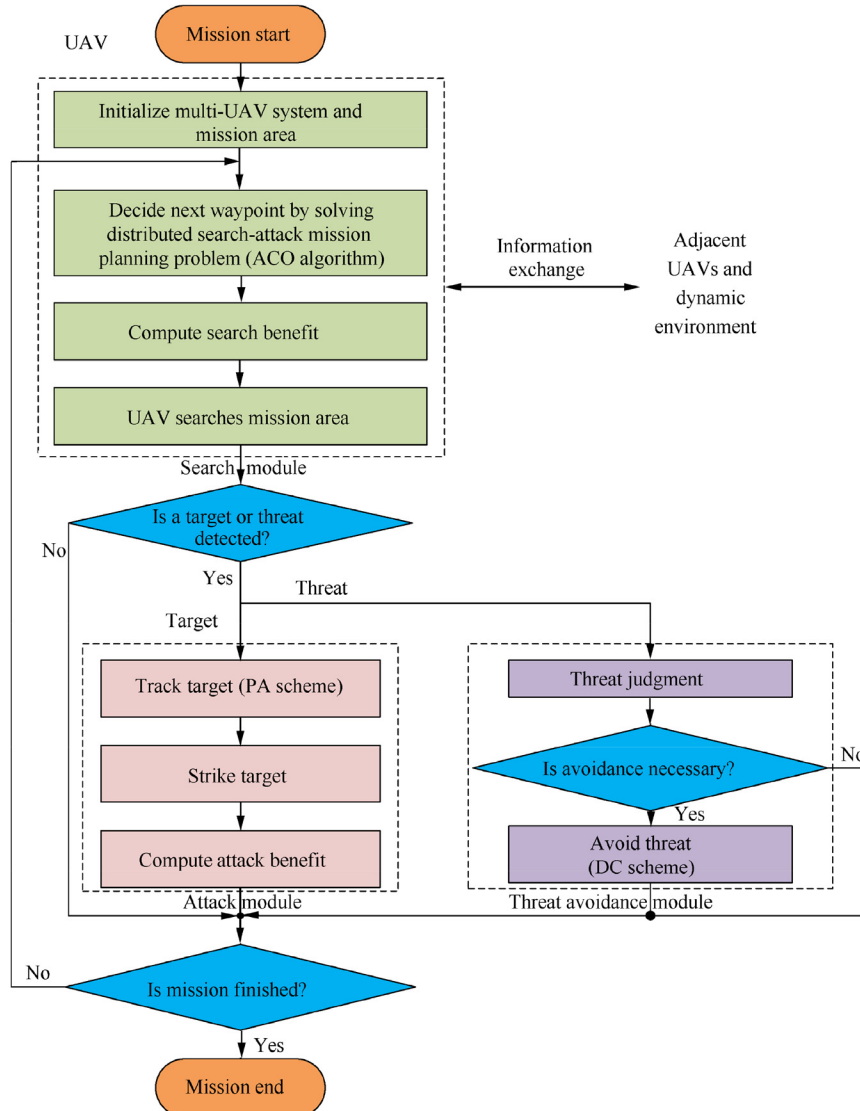 Mission start
UAV
Initialize multi-UAV system and
mission area
Decide next waypoint by solving
distributed search-attack mission
planning problem (ACO algorithm)
Information
exchange
Adjacent
UAVs and
dynamic
environment
Compute search benefit
UAV searches mission area
Search module
Is a target or threat
detected?
No
Yes
Threat
Target
Track target (PA scheme)
Threat judgment
Strike target
Is avoidance necessary?
No
Yes
Compute attack benefit
Avoid threat
(DC scheme)
Attack module
Threat avoidance module
No
Is mission finished?
Yes
Mission end